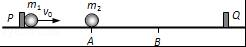 P m₁ v₀ m₂ Q
A B